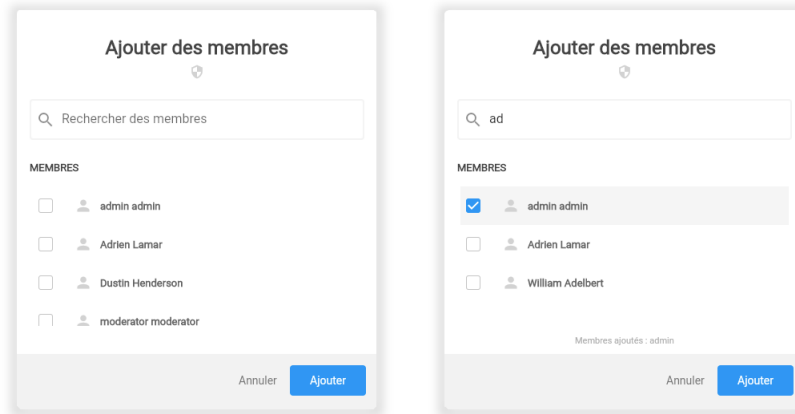 Ajouter des membres
Rechercher des membres
MEMBRES
admin admin
Adrien Lamar
Dustin Henderson
moderator moderator
Annuler
Ajouter
Ajouter des membres
ad
MEMBRES
admin admin
Adrien Lamar
William Adelbert
Membres ajoutés : admin
Annuler
Ajouter